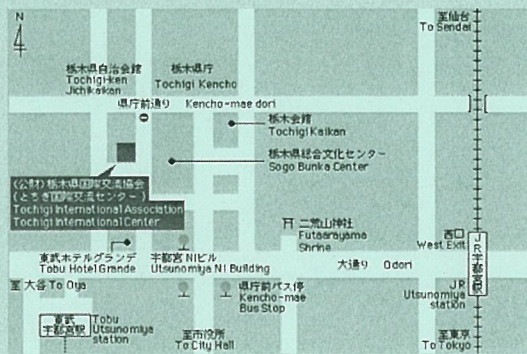 N
至仙台
To Sendai
栃木県自治会館
Tochigi-ken
Jichikaikan
栃木県庁
Tochigi Kencho
県庁前通り Kencho-mae dori
栃木会館
Tochigi Kaikan
栃木県総合文化センター
Sogo Bunka Center
(公財)栃木県国際交流協会
(とちぎ国際交流センター)
Tochigi International Association
Tochigi International Center
二荒山神社
Futaarayama
Shrine
西口
West Exit
JR宇都宮駅
東武ホテルグランデ
Tobu Hotel Grande
宇都宮 NIビル
Utsunomiya NI Building
大通り Odori
至 大谷 To Oya
県庁前バス停
Kencho-mae
Bus Stop
JR
Utsunomiya
station
東武
宇都宮駅
Tobu
Utsunomiya
station
至市役所
To City Hall
至東京
To Tokyo